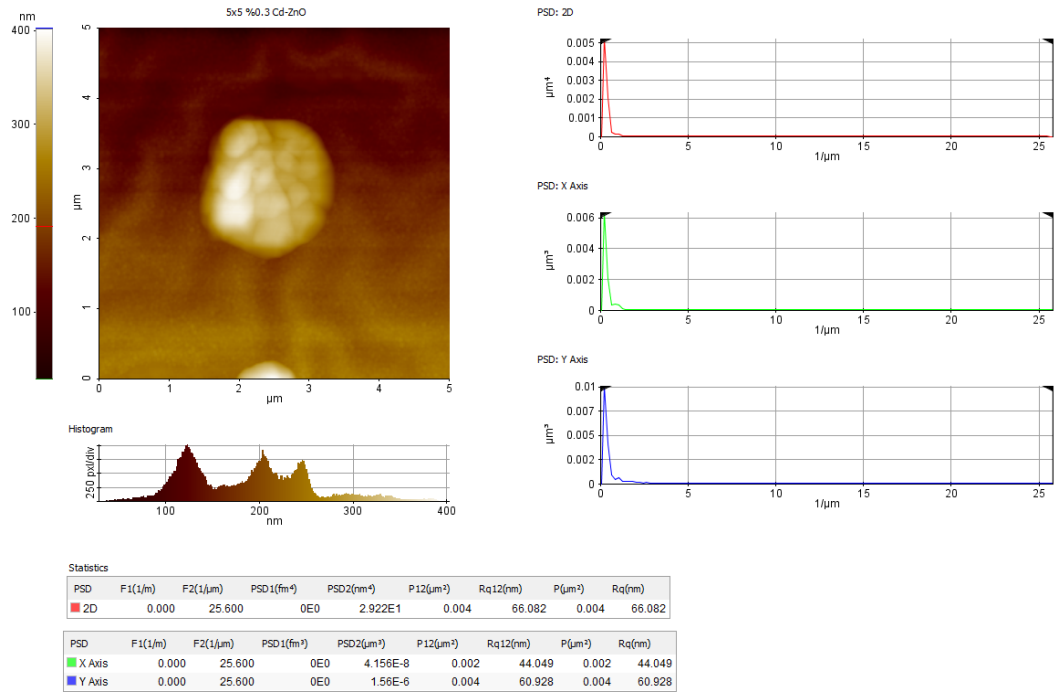 5x5 %0.3 Cd-ZnO
nm
400
300
200
100
5
4
3
2
1
0
µm
0 1 2 3 4 5
µm
Histogram
250 pxl/div
0 100 200 300 400
nm
PSD: 2D
0.005
0.004
0.003
0.002
0.001
0
µm⁴
0 5 10 15 20 25
1/µm
PSD: X Axis
0.006
0.004
0.002
0
µm³
0 5 10 15 20 25
1/µm
PSD: Y Axis
0.01
0.007
0.005
0.002
0
µm³
0 5 10 15 20 25
1/µm
Statistics
PSD F1(1/m) F2(1/µm) PSD1(fm⁴) PSD2(nm⁴) P12(µm²) Rq12(nm) P(µm²) Rq(nm)
2D 0.000 25.600 0E0 2.922E1 0.004 66.082 0.004 66.082
PSD F1(1/m) F2(1/µm) PSD1(fm³) PSD2(µm³) P12(µm²) Rq12(nm) P(µm²) Rq(nm)
X Axis 0.000 25.600 0E0 4.156E-8 0.002 44.049 0.002 44.049
Y Axis 0.000 25.600 0E0 1.56E-6 0.004 60.928 0.004 60.928